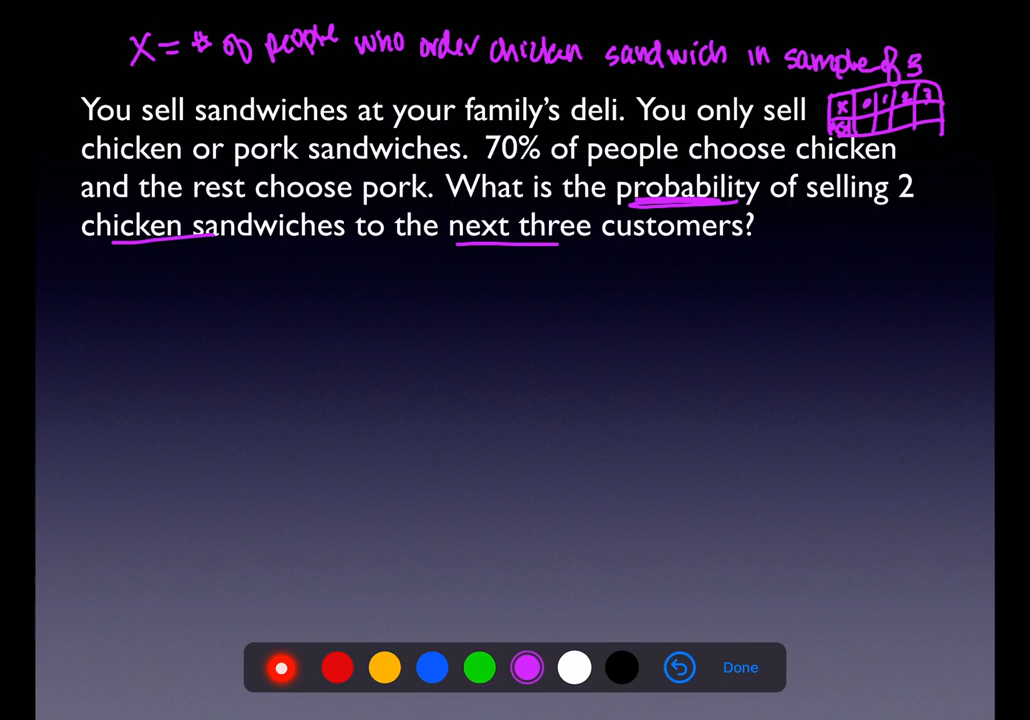 X = # of people who order chicken sandwich in sample of 3
You sell sandwiches at your family's deli. You only sell
X 0 1 2 3
chicken or pork sandwiches. 70% of people choose chicken
and the rest choose pork. What is the probability of selling 2
chicken sandwiches to the next three customers?
Done